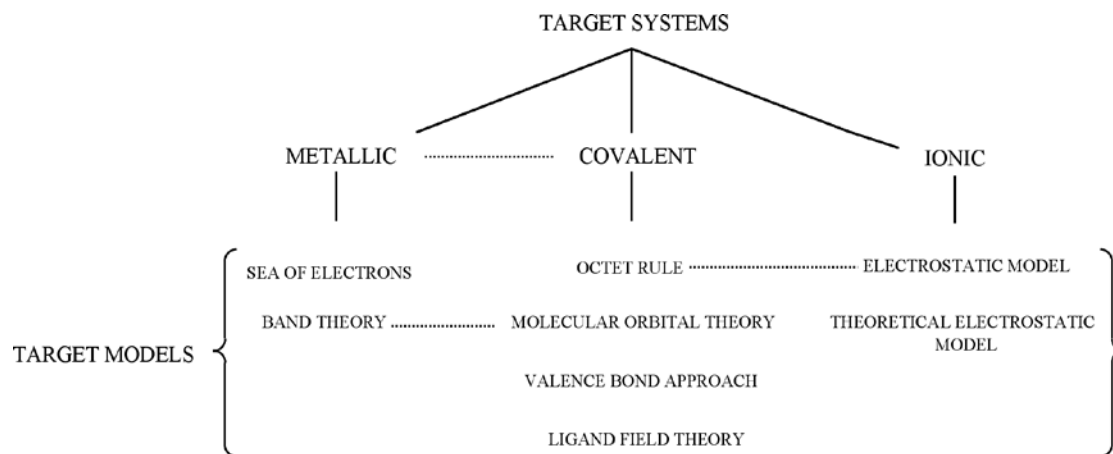 TARGET SYSTEMS
METALLIC COVALENT IONIC
SEA OF ELECTRONS OCTET RULE ELECTROSTATIC MODEL
BAND THEORY MOLECULAR ORBITAL THEORY THEORETICAL ELECTROSTATIC
MODEL
TARGET MODELS
VALENCE BOND APPROACH
LIGAND FIELD THEORY